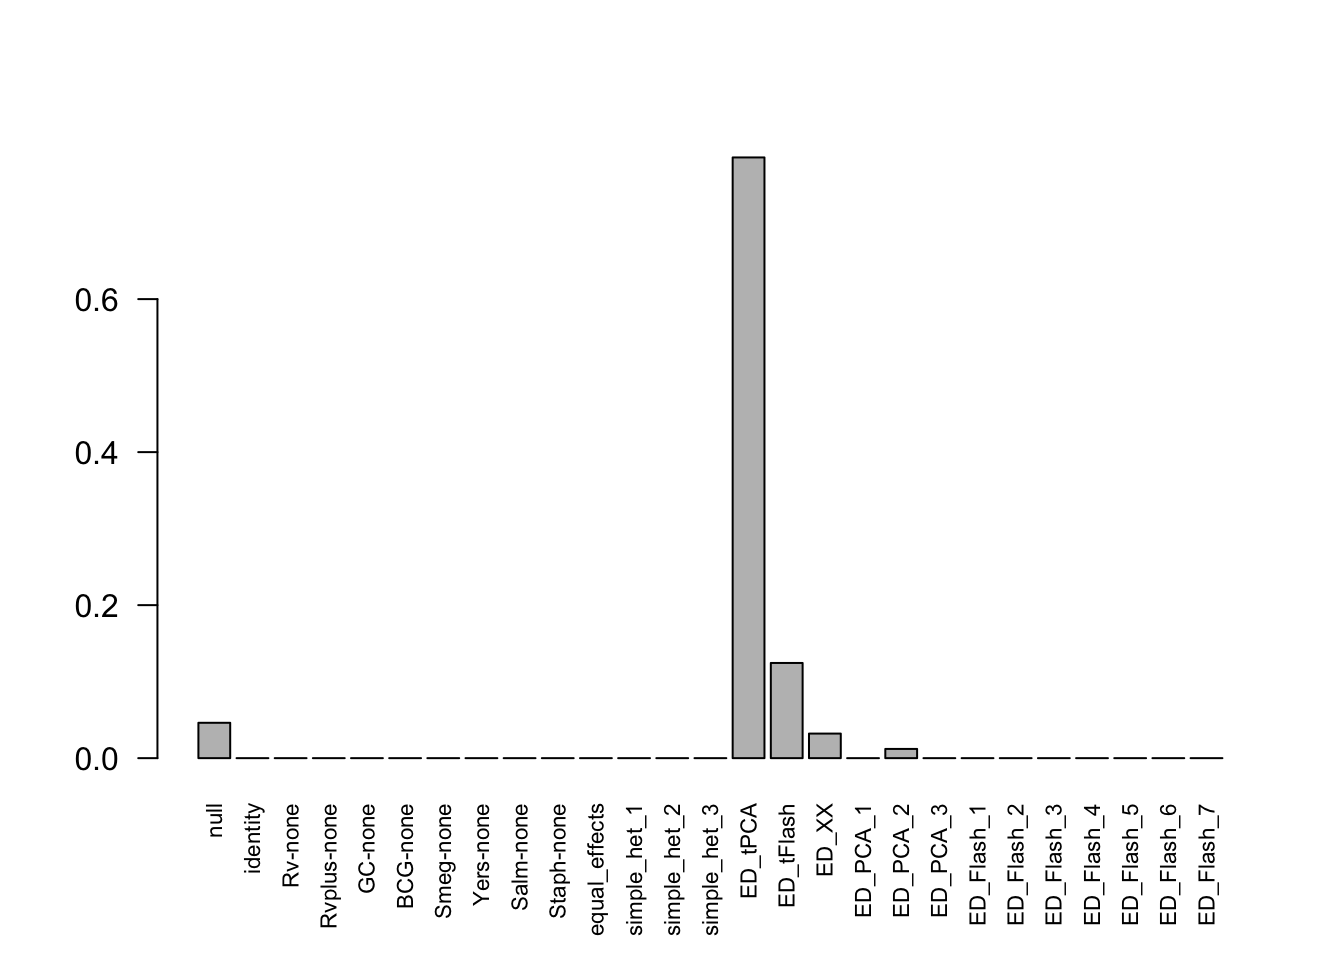 0.6
0.4
0.2
0.0
null
identity
Rv-none
Rvplus-none
GC-none
BCG-none
Smeg-none
Yers-none
Salm-none
Staph-none
equal_effects
simple_het_1
simple_het_2
simple_het_3
ED_tPCA
ED_tFlash
ED_XX
ED_PCA_1
ED_PCA_2
ED_PCA_3
ED_Flash_1
ED_Flash_2
ED_Flash_3
ED_Flash_4
ED_Flash_5
ED_Flash_6
ED_Flash_7